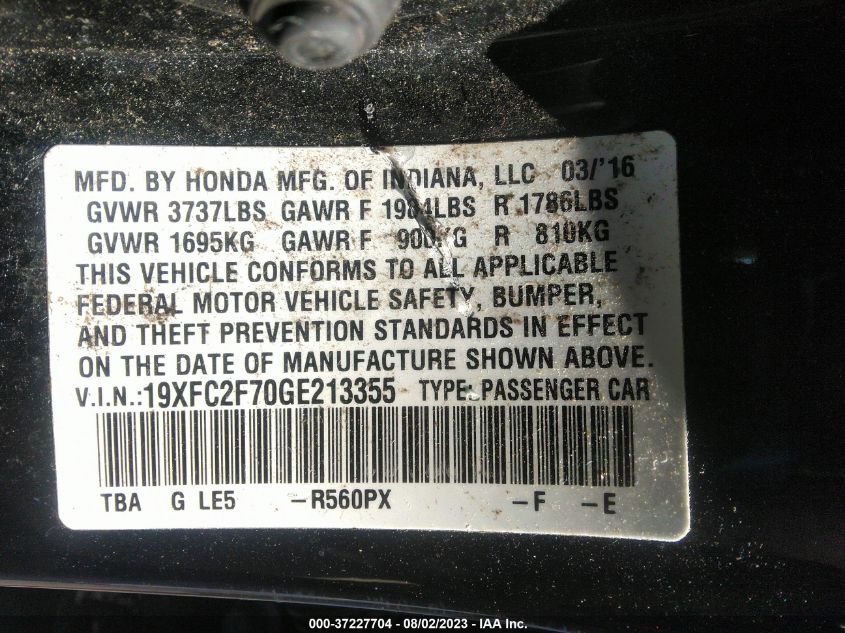 MFD. BY HONDA MFG. OF INDIANA, LLC 03/'16
GVWR 3737LBS GAWR F 1984LBS R 1786LBS
GVWR 1695KG GAWR F 900KG R 810KG
THIS VEHICLE CONFORMS TO ALL APPLICABLE
FEDERAL MOTOR VEHICLE SAFETY, BUMPER,
AND THEFT PREVENTION STANDARDS IN EFFECT
ON THE DATE OF MANUFACTURE SHOWN ABOVE.
V.I.N.:19XFC2F70GE213355 TYPE: PASSENGER CAR
TBA G LE5 –R560PX –F –E
000-37227704 - 08/02/2023 - IAA Inc.